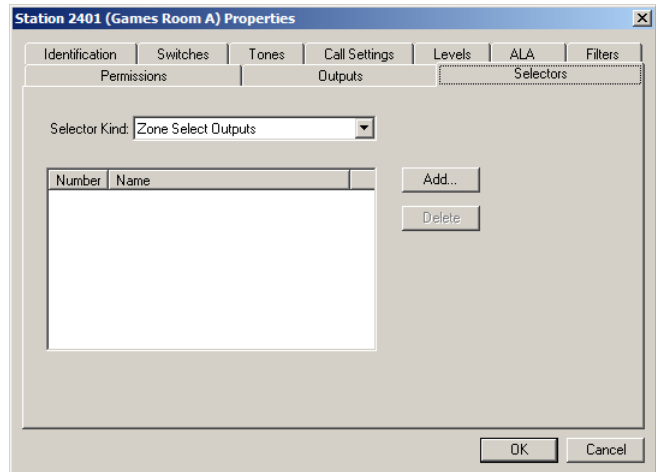 Station 2401 (Games Room A) Properties
Identification Switches Tones Call Settings Levels ALA Filters
Permissions Outputs Selectors
Selector Kind: Zone Select Outputs
Number Name
Add...
Delete
OK Cancel